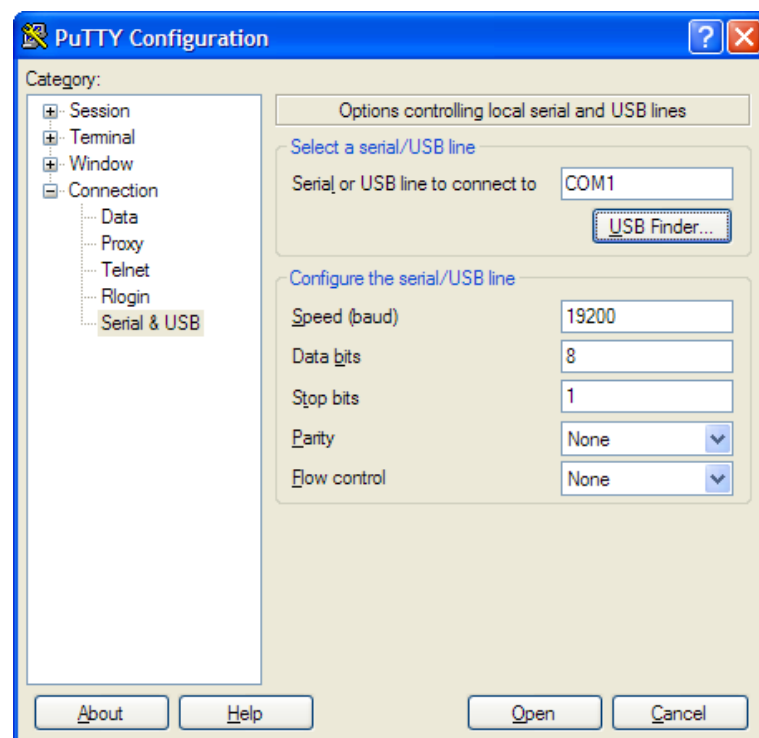 PuTTY Configuration
Category:
Session
Terminal
Window
Connection
Data
Proxy
Telnet
Rlogin
Serial & USB
Options controlling local serial and USB lines
Select a serial/USB line
Serial or USB line to connect to COM1
USB Finder...
Configure the serial/USB line
Speed (baud) 19200
Data bits 8
Stop bits 1
Parity None
Flow control None
About Help Open Cancel